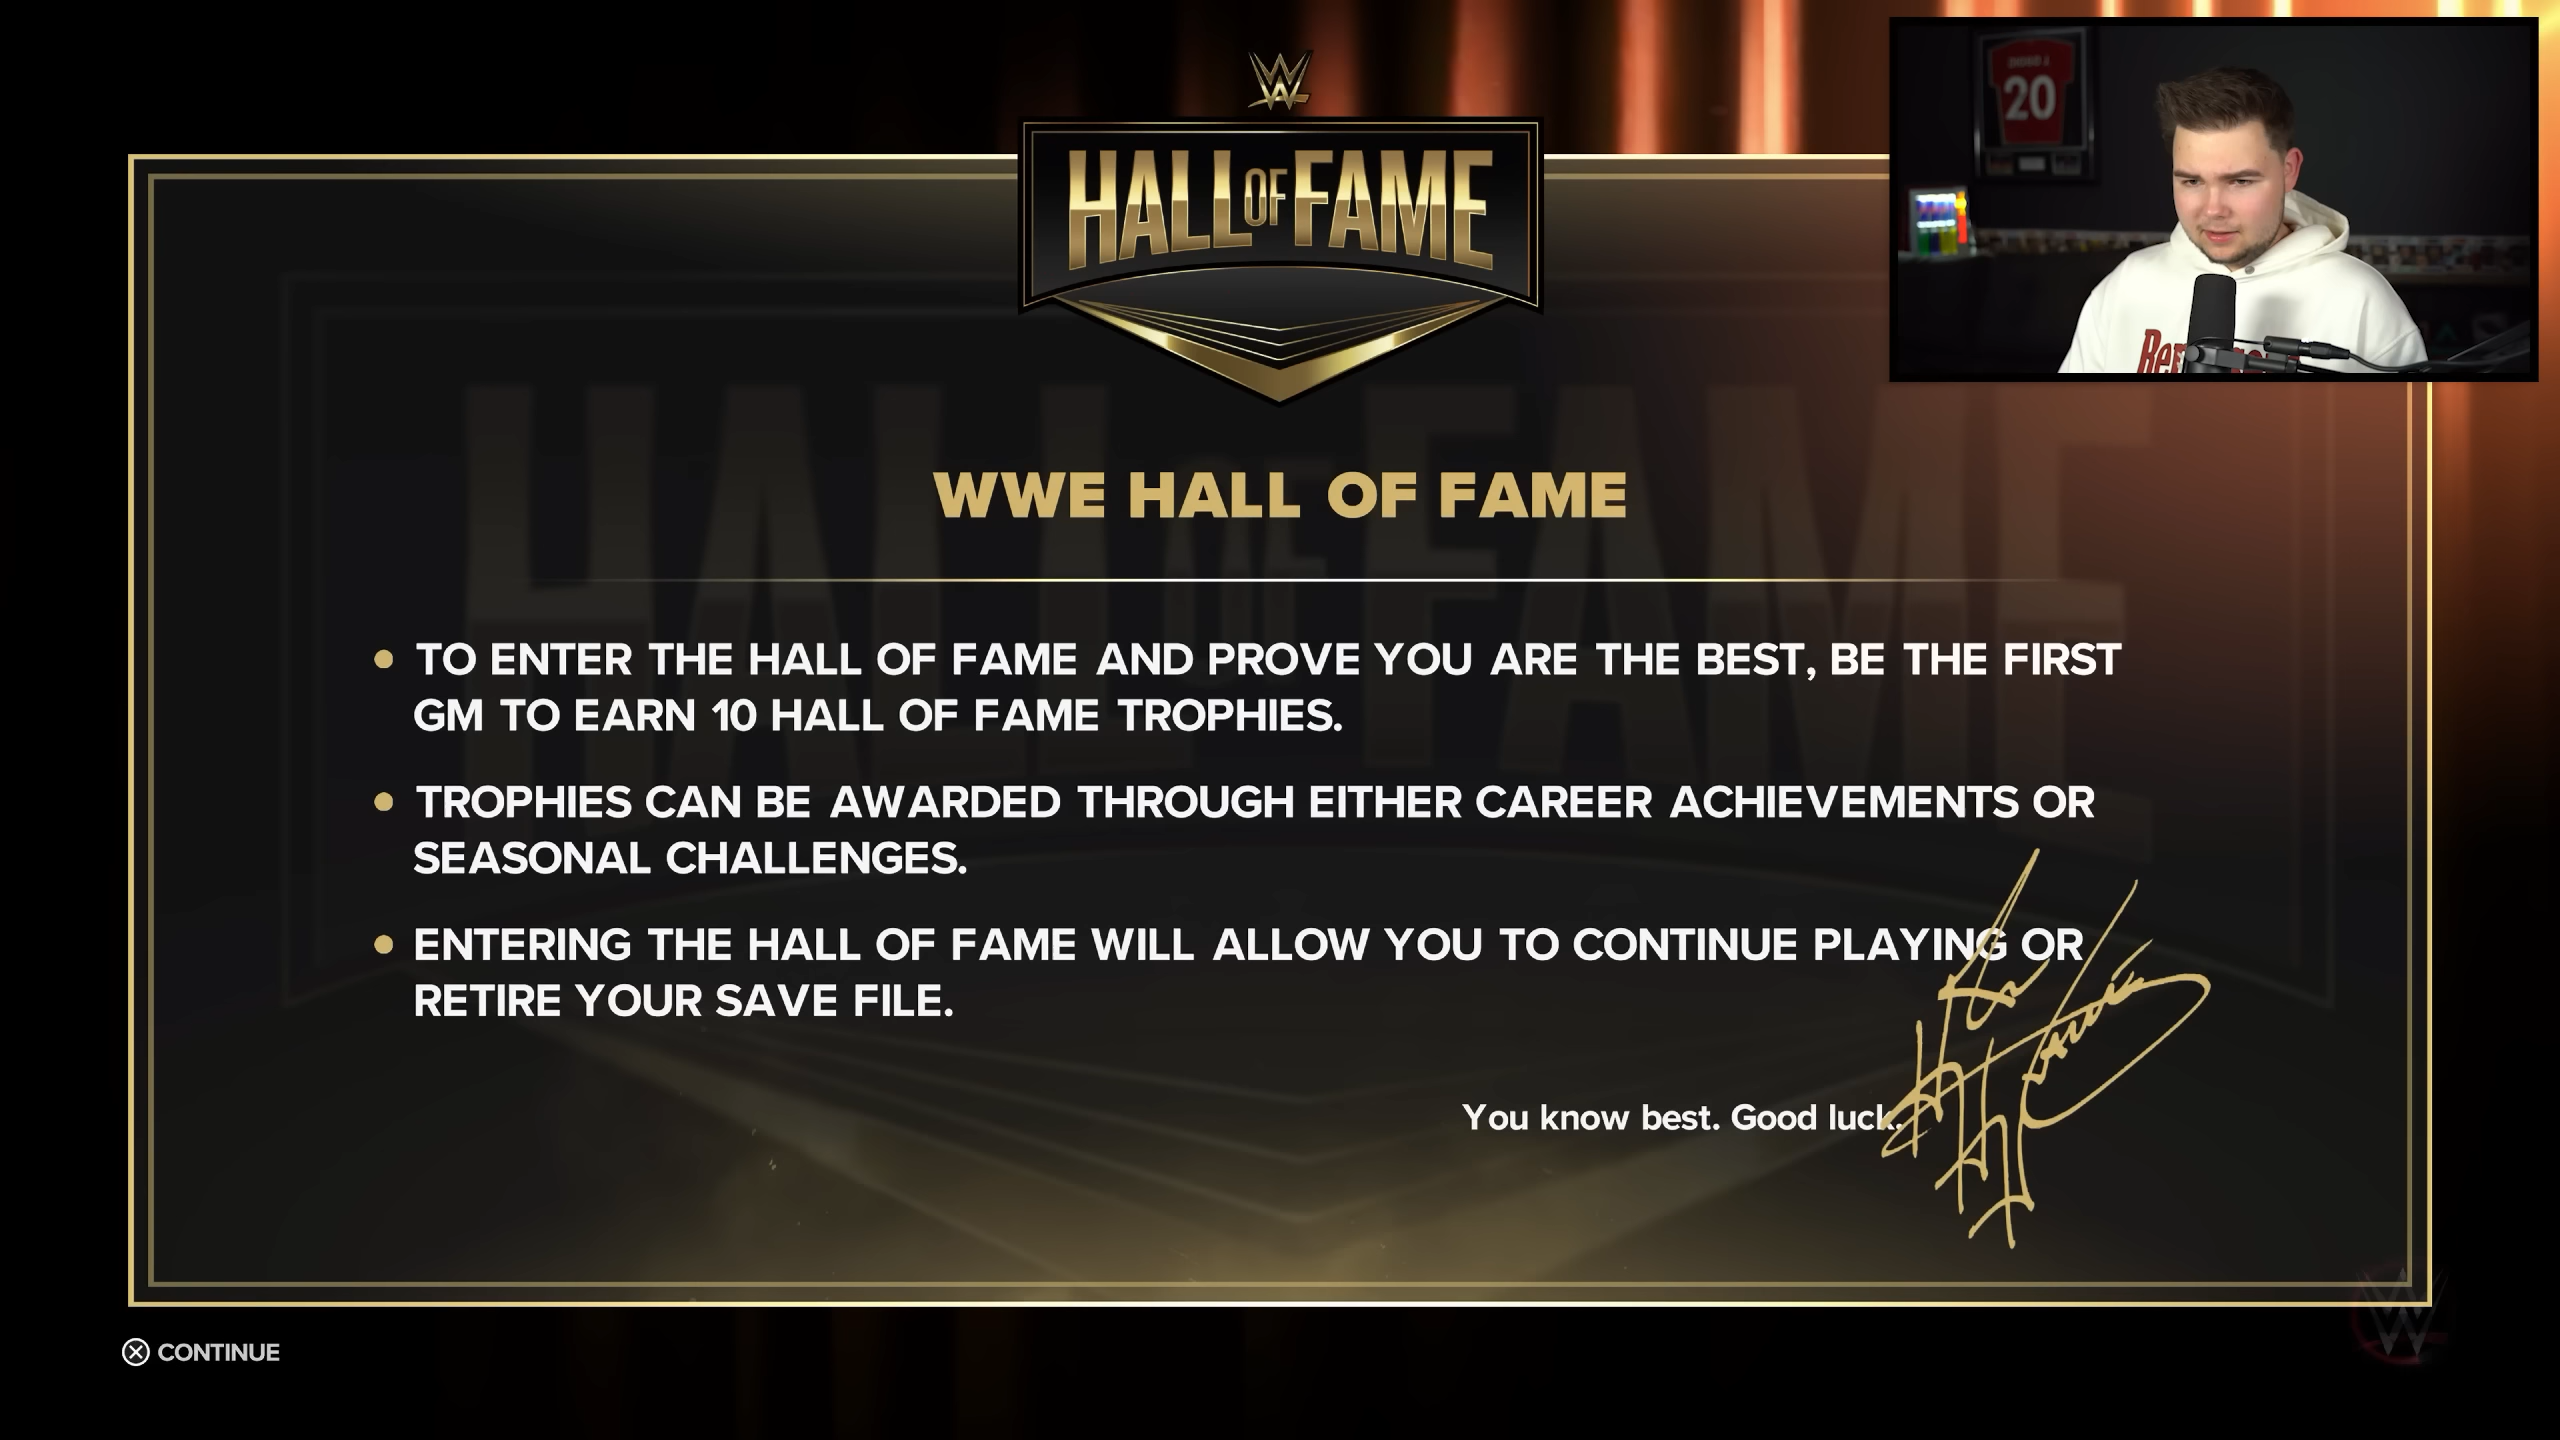 HALL OF FAME
DIOGO J.
20
WWE HALL OF FAME
• TO ENTER THE HALL OF FAME AND PROVE YOU ARE THE BEST, BE THE FIRST
GM TO EARN 10 HALL OF FAME TROPHIES.
• TROPHIES CAN BE AWARDED THROUGH EITHER CAREER ACHIEVEMENTS OR
SEASONAL CHALLENGES.
• ENTERING THE HALL OF FAME WILL ALLOW YOU TO CONTINUE PLAYING OR
RETIRE YOUR SAVE FILE.
You know best. Good luck.
CONTINUE